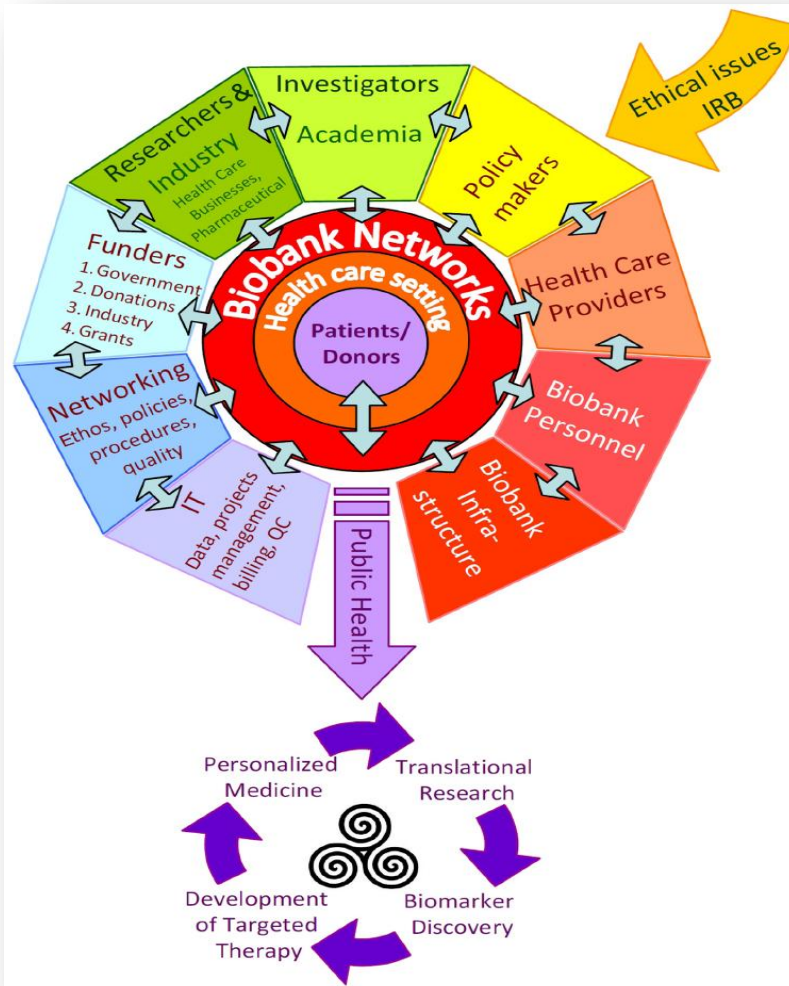 Ethical issues
IRB
Investigators
Academia
Researchers &
Industry
Health Care
Businesses,
Pharmaceutical
Policy
makers
Funders
1. Government
2. Donations
3. Industry
4. Grants
Health Care
Providers
Networking
Ethos, policies,
procedures,
quality
Biobank
Personnel
IT
Data, projects
management,
billing, QC
Biobank
Infra-
structure
Biobank Networks
Health care setting
Patients/
Donors
Public Health
Personalized
Medicine
Translational
Research
Development
of Targeted
Therapy
Biomarker
Discovery